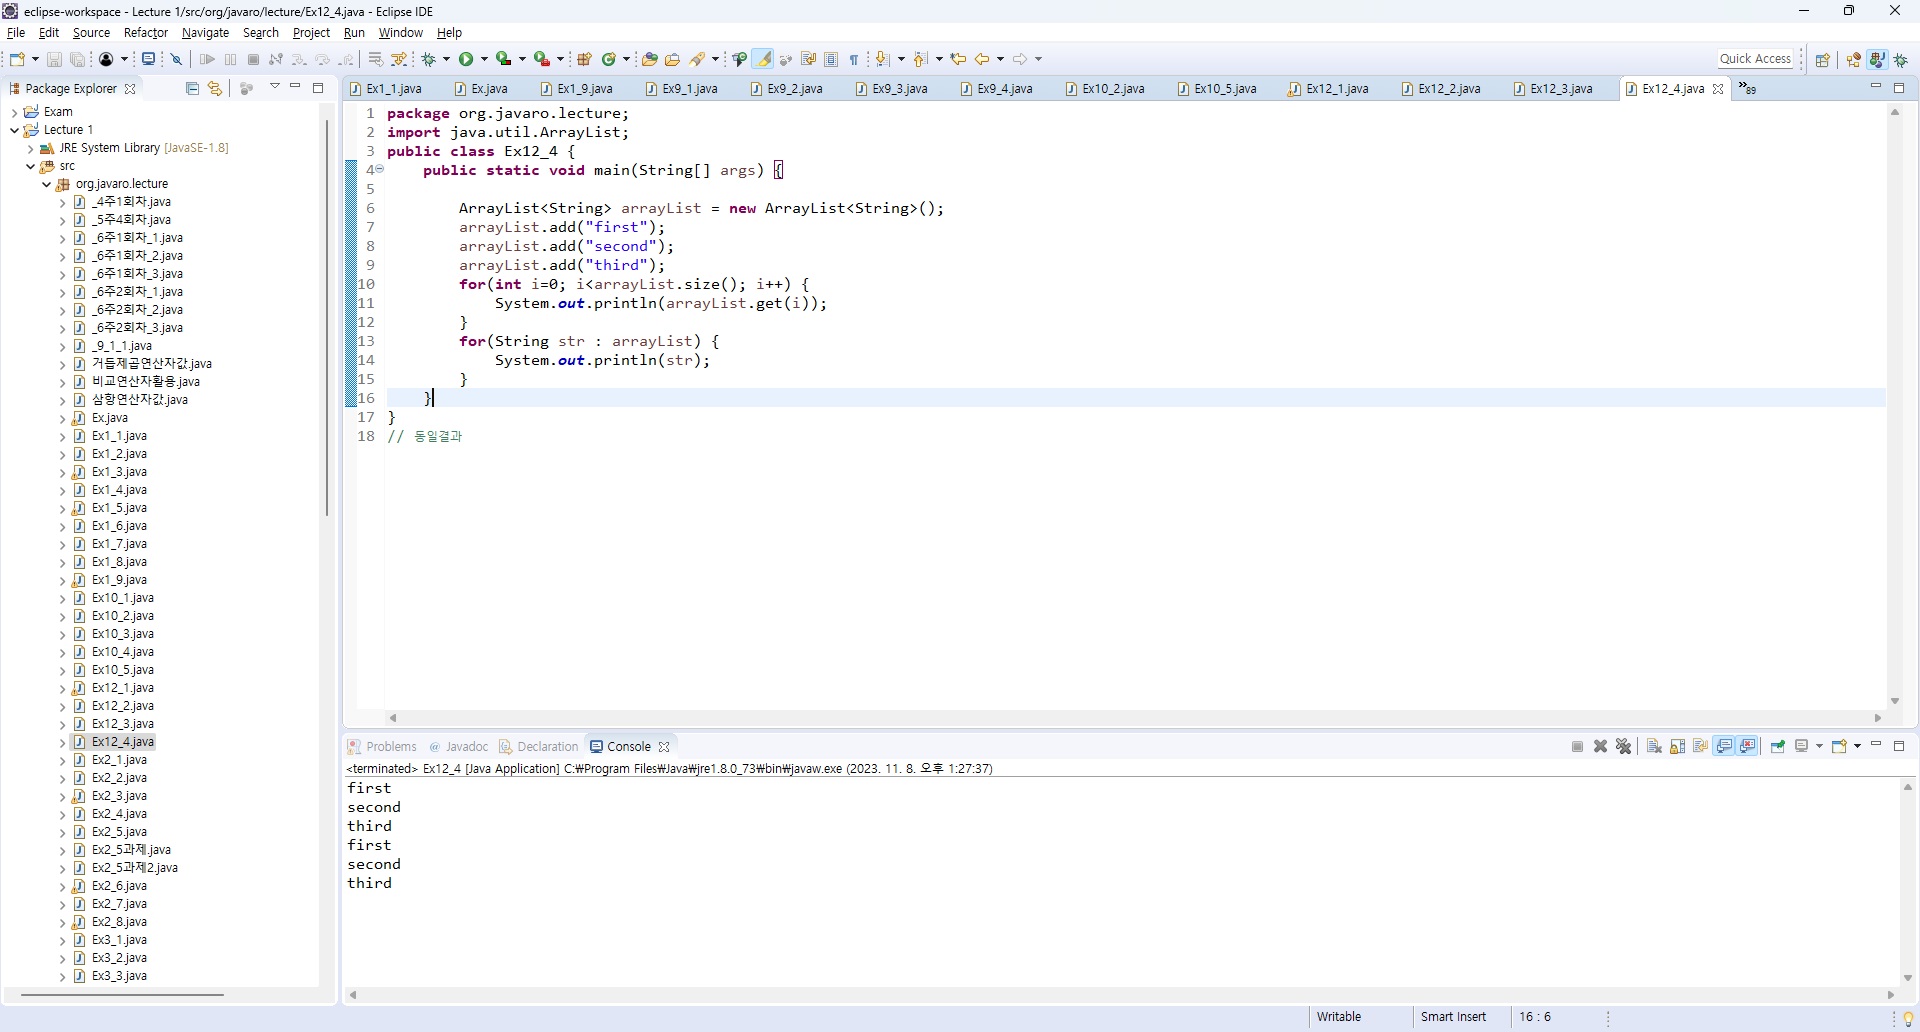 eclipse-workspace - Lecture 1/src/org/javaro/lecture/Ex12_4.java - Eclipse IDE
File Edit Source Refactor Navigate Search Project Run Window Help
Quick Access
Package Explorer
Exam
Lecture 1
JRE System Library [JavaSE-1.8]
src
org.javaro.lecture
_4주1회차.java
_5주4회차.java
_6주1회차_1.java
_6주1회차_2.java
_6주1회차_3.java
_6주2회차_1.java
_6주2회차_2.java
_6주2회차_3.java
_9_1_1.java
거듭제곱연산자값.java
비교연산자활용.java
삼항연산자값.java
Ex.java
Ex1_1.java
Ex1_2.java
Ex1_3.java
Ex1_4.java
Ex1_5.java
Ex1_6.java
Ex1_7.java
Ex1_8.java
Ex1_9.java
Ex10_1.java
Ex10_2.java
Ex10_3.java
Ex10_4.java
Ex10_5.java
Ex12_1.java
Ex12_2.java
Ex12_3.java
Ex12_4.java
Ex2_1.java
Ex2_2.java
Ex2_3.java
Ex2_4.java
Ex2_5.java
Ex2_5과제.java
Ex2_5과제2.java
Ex2_6.java
Ex2_7.java
Ex2_8.java
Ex3_1.java
Ex3_2.java
Ex3_3.java
Ex1_1.java Ex.java Ex1_9.java Ex9_1.java Ex9_2.java Ex9_3.java Ex9_4.java Ex10_2.java Ex10_5.java Ex12_1.java Ex12_2.java Ex12_3.java Ex12_4.java »89
1 package org.javaro.lecture;
2 import java.util.ArrayList;
3 public class Ex12_4 {
4 public static void main(String[] args) {
5
6 ArrayList<String> arrayList = new ArrayList<String>();
7 arrayList.add("first");
8 arrayList.add("second");
9 arrayList.add("third");
10 for(int i=0; i<arrayList.size(); i++) {
11 System.out.println(arrayList.get(i));
12 }
13 for(String str : arrayList) {
14 System.out.println(str);
15 }
16 }
17 }
18 // 동일결과
Problems Javadoc Declaration Console
<terminated> Ex12_4 [Java Application] C:₩Program Files₩Java₩jre1.8.0_73₩bin₩javaw.exe (2023. 11. 8. 오후 1:27:37)
first
second
third
first
second
third
Writable Smart Insert 16 : 6